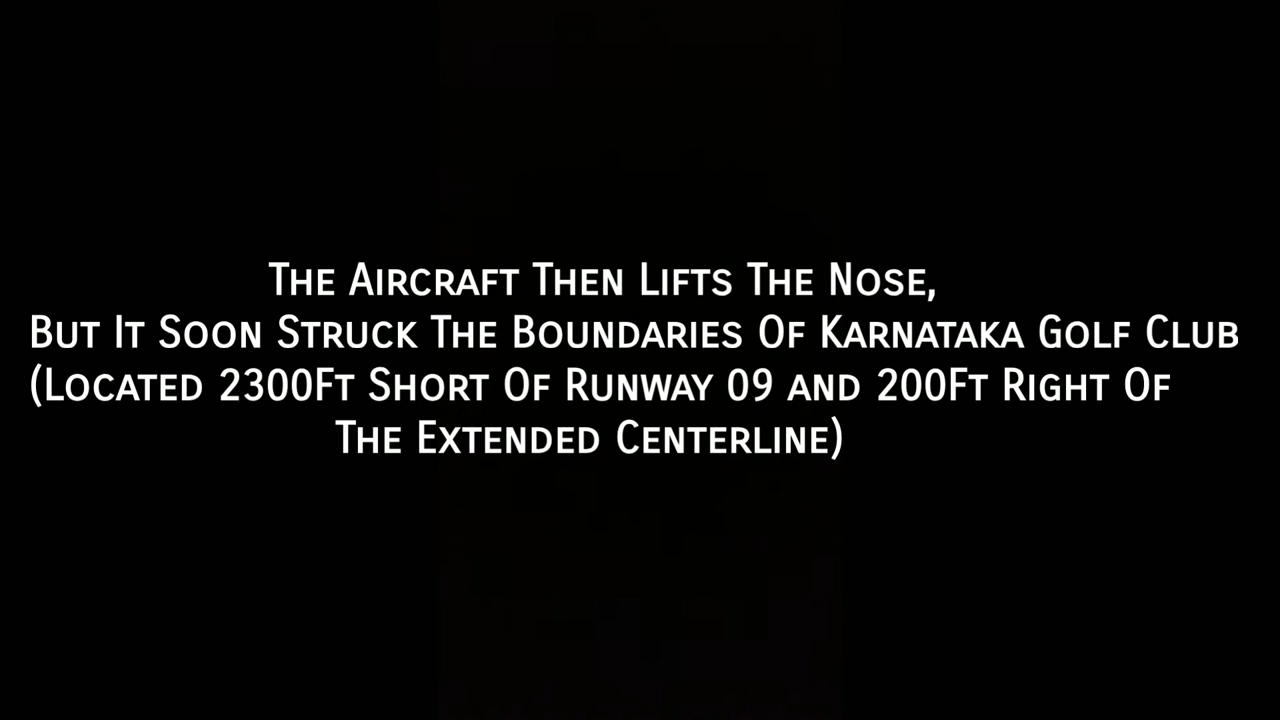 The Aircraft Then Lifts The Nose,
But It Soon Struck The Boundaries Of Karnataka Golf Club
(Located 2300Ft Short Of Runway 09 and 200Ft Right Of
The Extended Centerline)